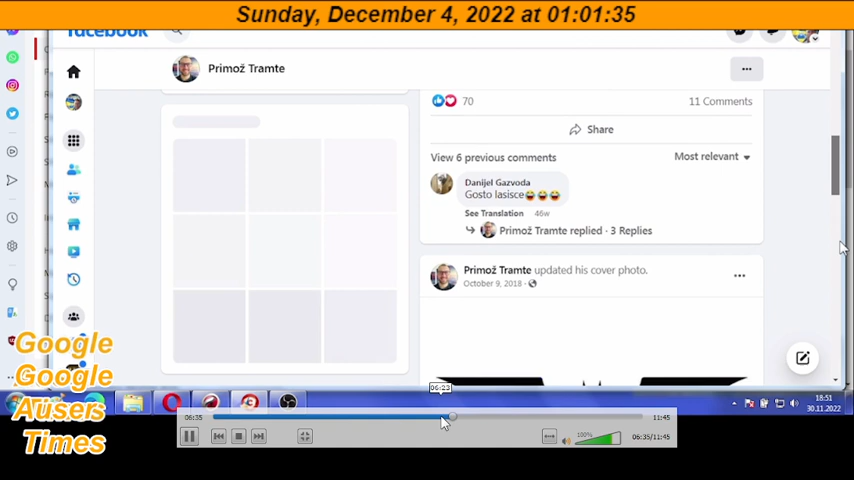 Sunday, December 4, 2022 at 01:01:35
facebook
Primož Tramte
70
11 Comments
Share
View 6 previous comments
Most relevant
Danijel Gazvoda
Gosto lasisce
See Translation 46w
Primož Tramte replied · 3 Replies
Primož Tramte updated his cover photo.
October 9, 2018
Google
Google
Times
06:23
18:51
30.11.2022
06:35
11:45
100%
06:35/11:45